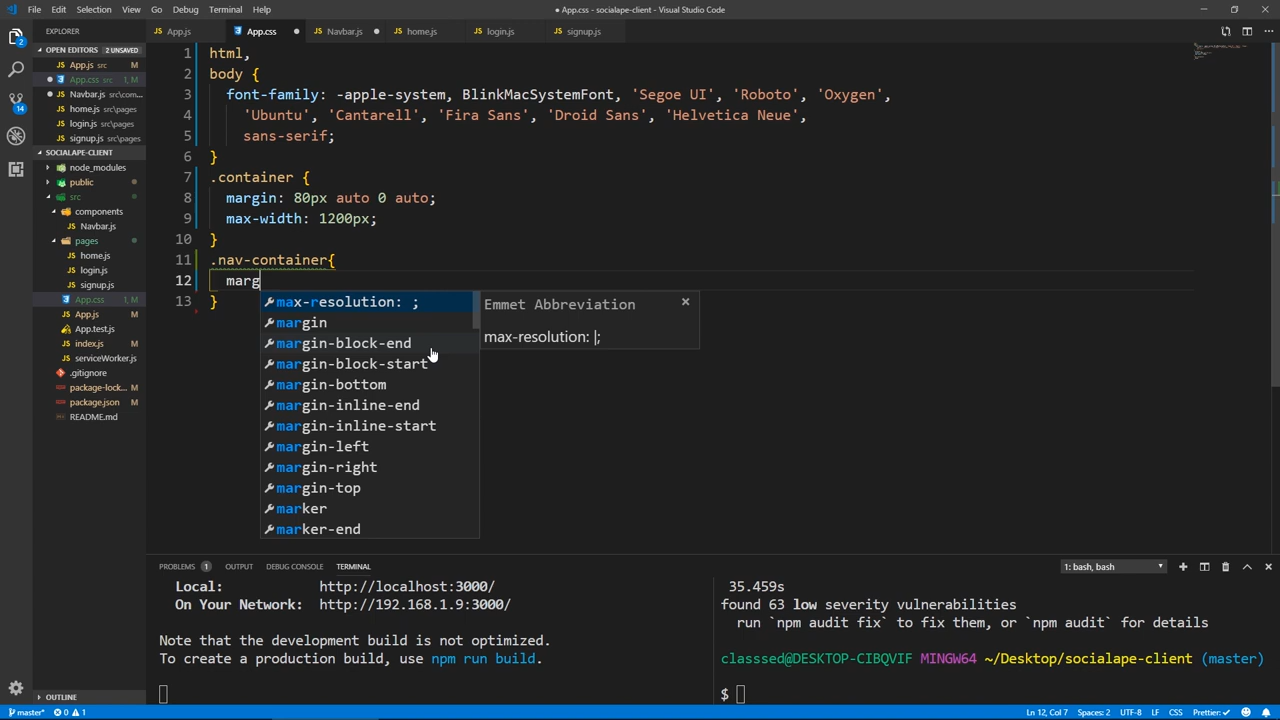 File Edit Selection View Go Debug Terminal Help
● App.css - socialape-client - Visual Studio Code
EXPLORER
JS App.js
App.css
JS Navbar.js
JS home.js
JS login.js
JS signup.js
OPEN EDITORS 2 UNSAVED
JS App.js src M
App.css src 1, M
JS Navbar.js src\com...
JS home.js src\pages
JS login.js src\pages
JS signup.js src\pages
SOCIALAPE-CLIENT
node_modules
public
src
components
JS Navbar.js
pages
JS home.js
JS login.js
JS signup.js
App.css 1, M
JS App.js M
App.test.js
JS index.js M
JS serviceWorker.js
.gitignore
package-lock... M
package.json M
README.md
OUTLINE
2
14
1 html,
2 body {
3 font-family: -apple-system, BlinkMacSystemFont, 'Segoe UI', 'Roboto', 'Oxygen',
4 'Ubuntu', 'Cantarell', 'Fira Sans', 'Droid Sans', 'Helvetica Neue',
5 sans-serif;
6 }
7 .container {
8 margin: 80px auto 0 auto;
9 max-width: 1200px;
10 }
11 .nav-container{
12 marg
13 }
max-resolution: ;
margin
margin-block-end
margin-block-start
margin-bottom
margin-inline-end
margin-inline-start
margin-left
margin-right
margin-top
marker
marker-end
Emmet Abbreviation
max-resolution: |;
PROBLEMS 1 OUTPUT DEBUG CONSOLE TERMINAL
1: bash, bash
Local: http://localhost:3000/
On Your Network: http://192.168.1.9:3000/
Note that the development build is not optimized.
To create a production build, use npm run build.
35.459s
found 63 low severity vulnerabilities
run `npm audit fix` to fix them, or `npm audit` for details
classsed@DESKTOP-CIBQVIF MINGW64 ~/Desktop/socialape-client (master)
$
master* 0 1
Ln 12, Col 7 Spaces: 2 UTF-8 LF CSS Prettier: ✓